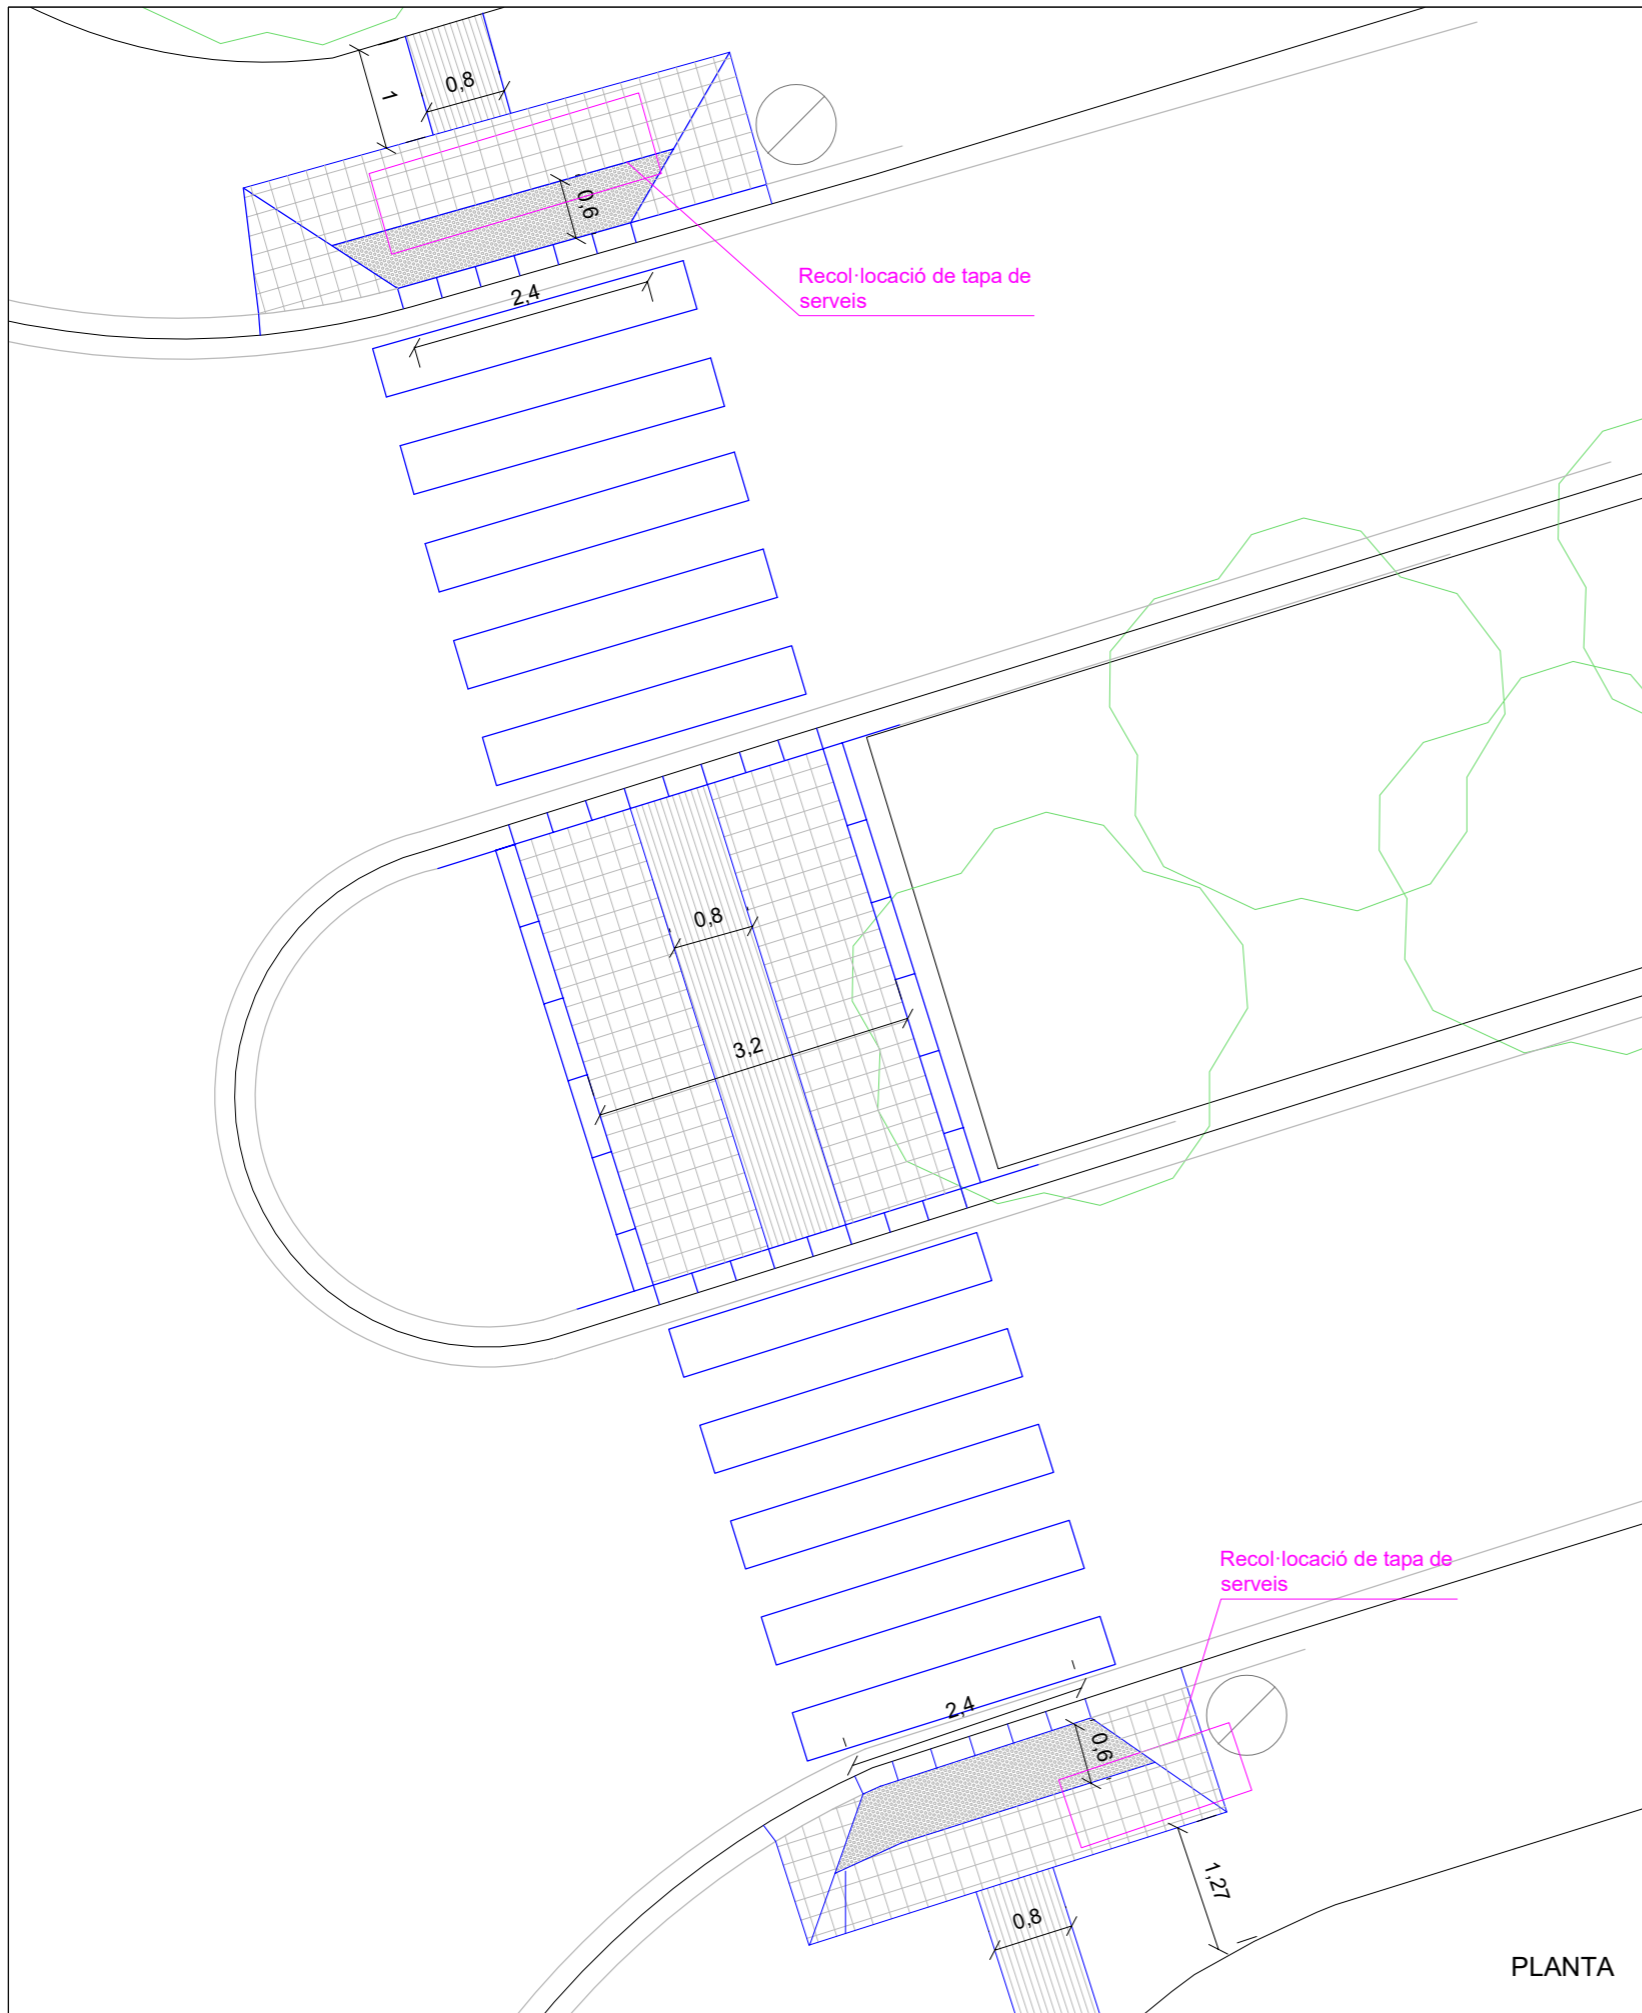 1
0,8
0,6
Recol·locació de tapa de
serveis
2,4
0,8
3,2
Recol·locació de tapa de
serveis
2,4
0,6
1,27
0,8
PLANTA